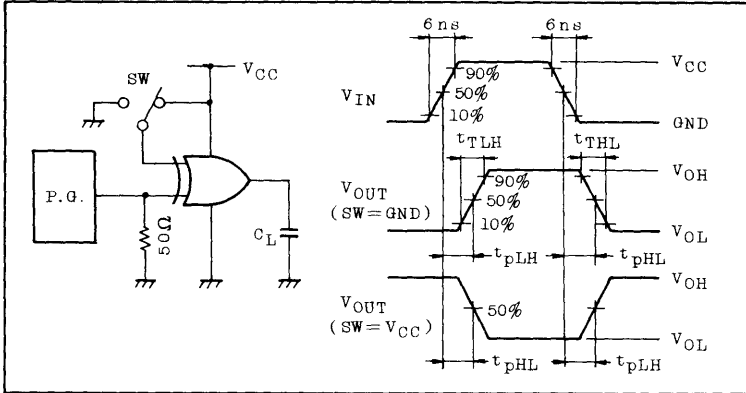 6ns
6ns
SW
VCC
VIN
90%
50%
10%
VCC
GND
tTLH
tTHL
P.G.
50Ω
CL
VOUT
(SW=GND)
90%
50%
10%
VOH
VOL
tpLH
tpHL
VOUT
(SW=VCC)
50%
VOH
VOL
tpHL
tpLH